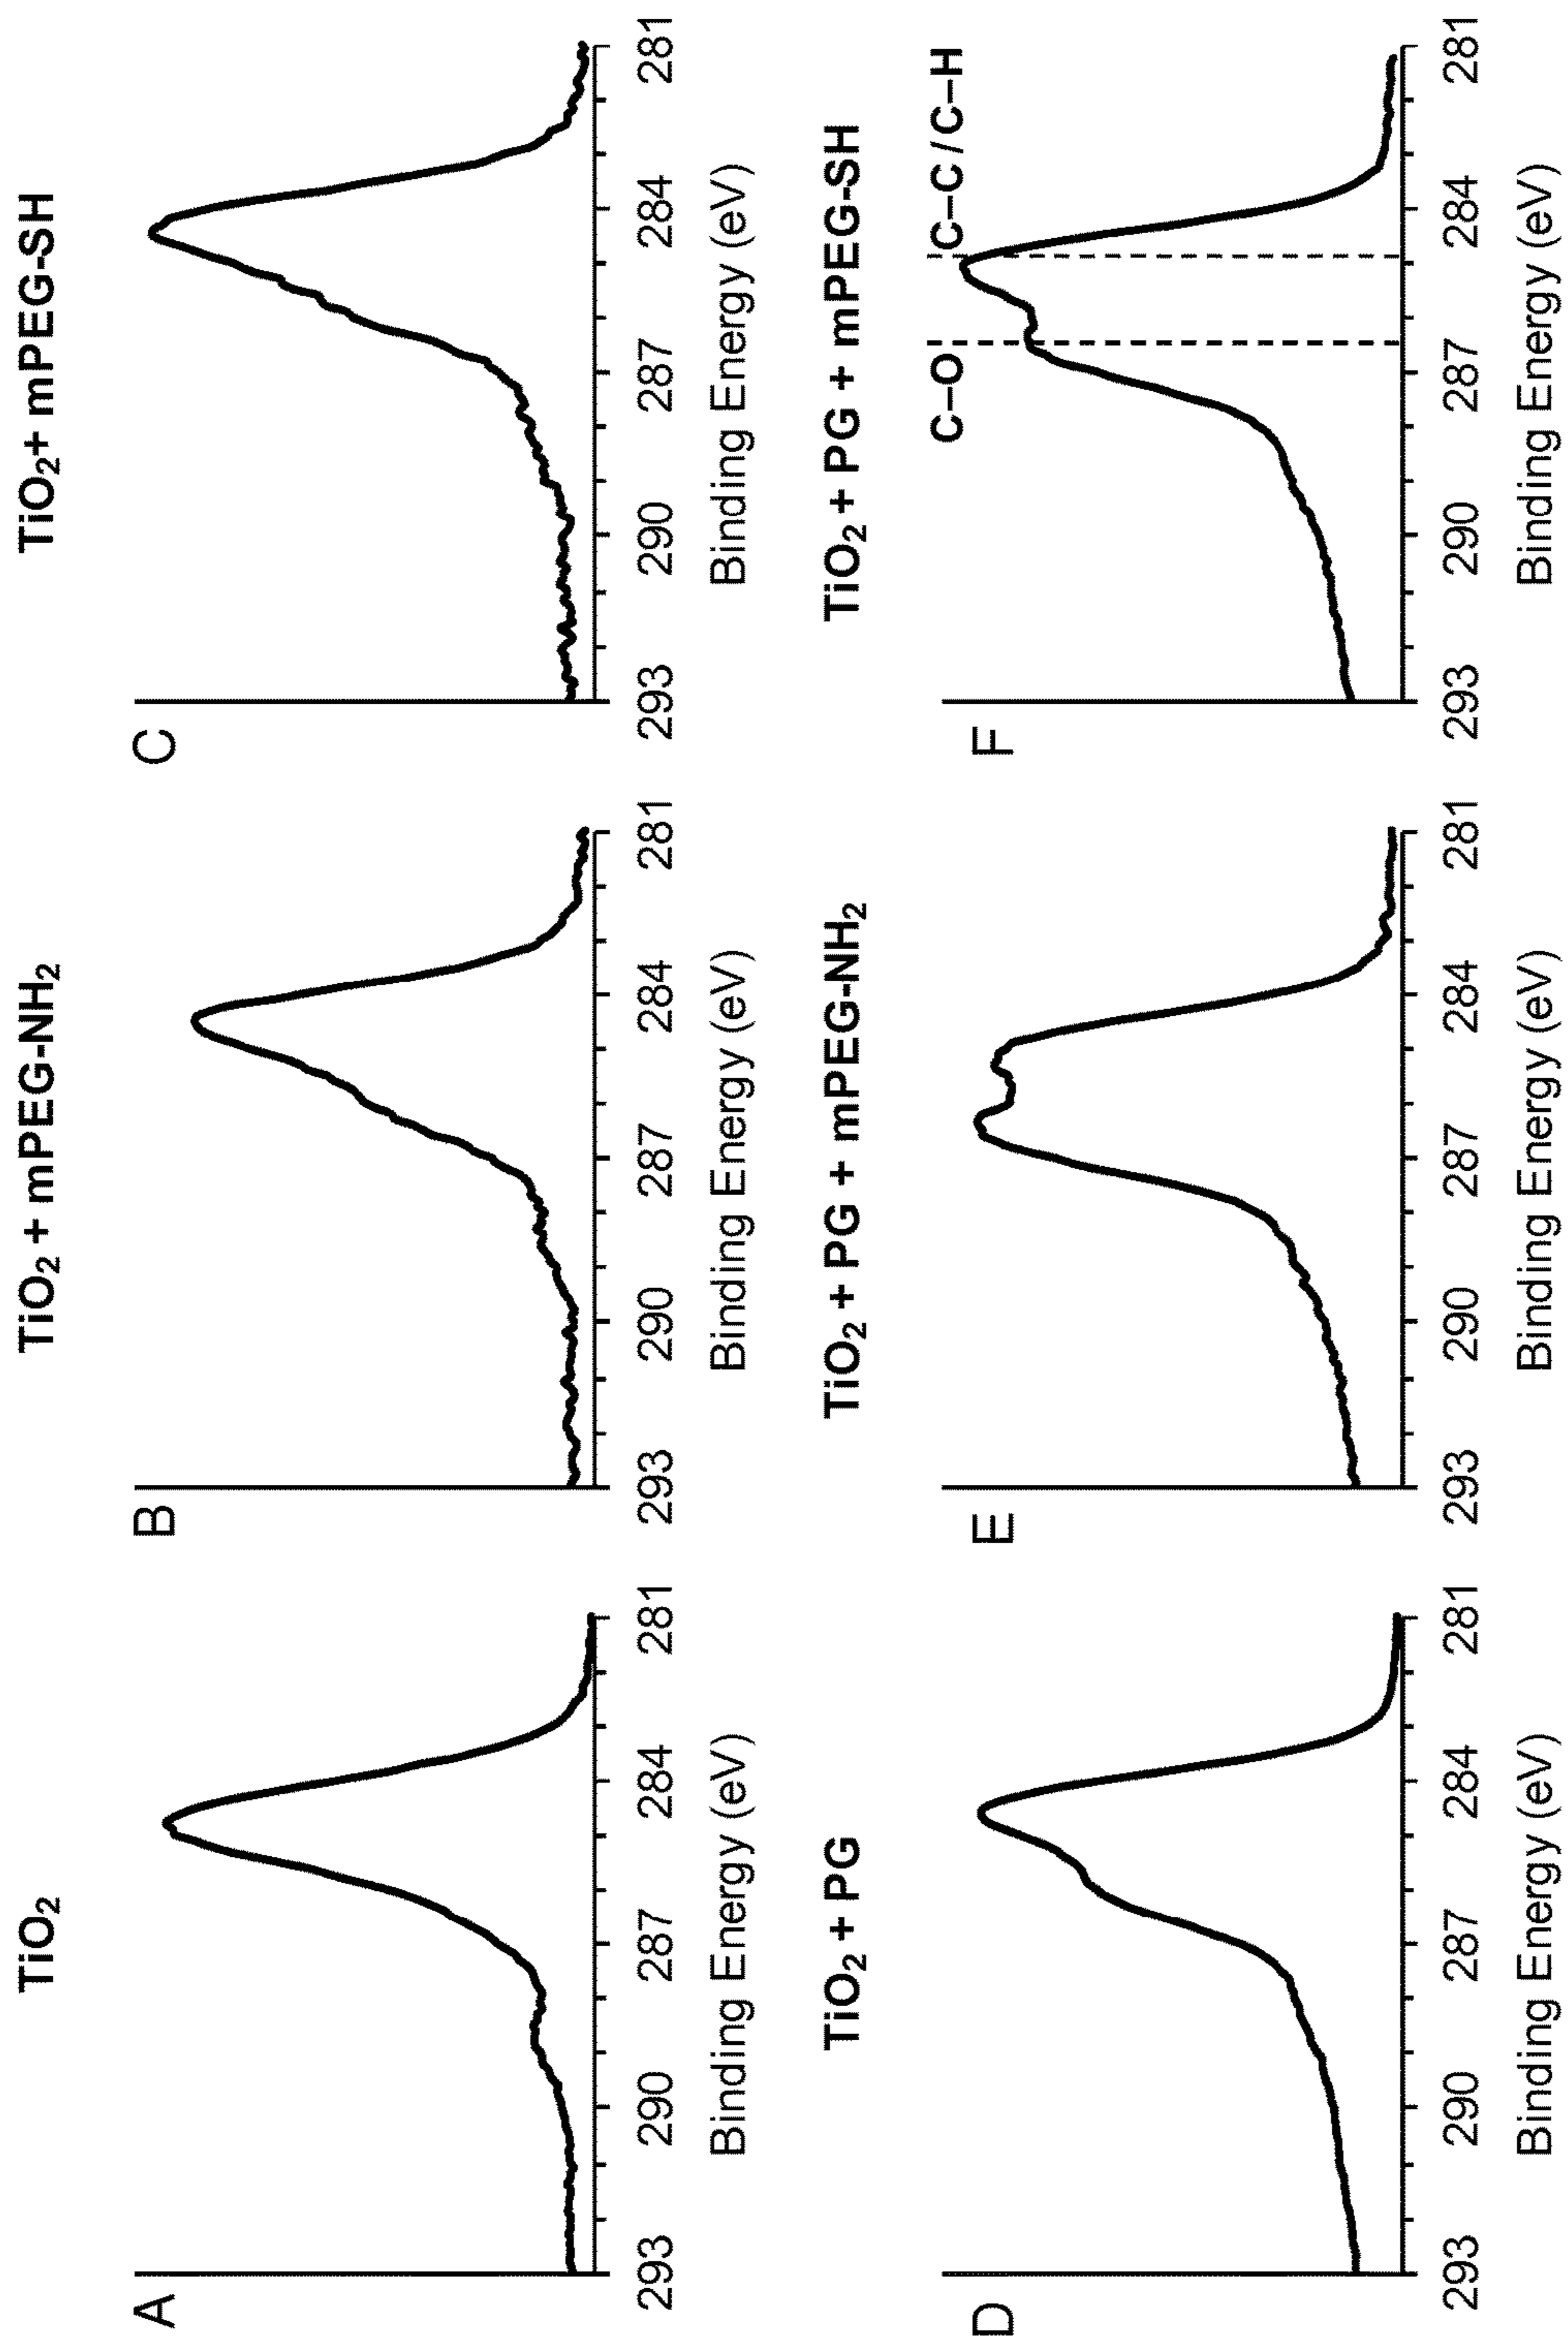 A
TiO₂
293 290 287 284 281
Binding Energy (eV)
B
TiO₂ + mPEG-NH₂
293 290 287 284 281
Binding Energy (eV)
C
TiO₂+ mPEG-SH
293 290 287 284 281
Binding Energy (eV)
D
TiO₂ + PG
293 290 287 284 281
Binding Energy (eV)
E
TiO₂ + PG + mPEG-NH₂
293 290 287 284 281
Binding Energy (eV)
F
TiO₂ + PG + mPEG-SH
C–O C–C/C–H
293 290 287 284 281
Binding Energy (eV)